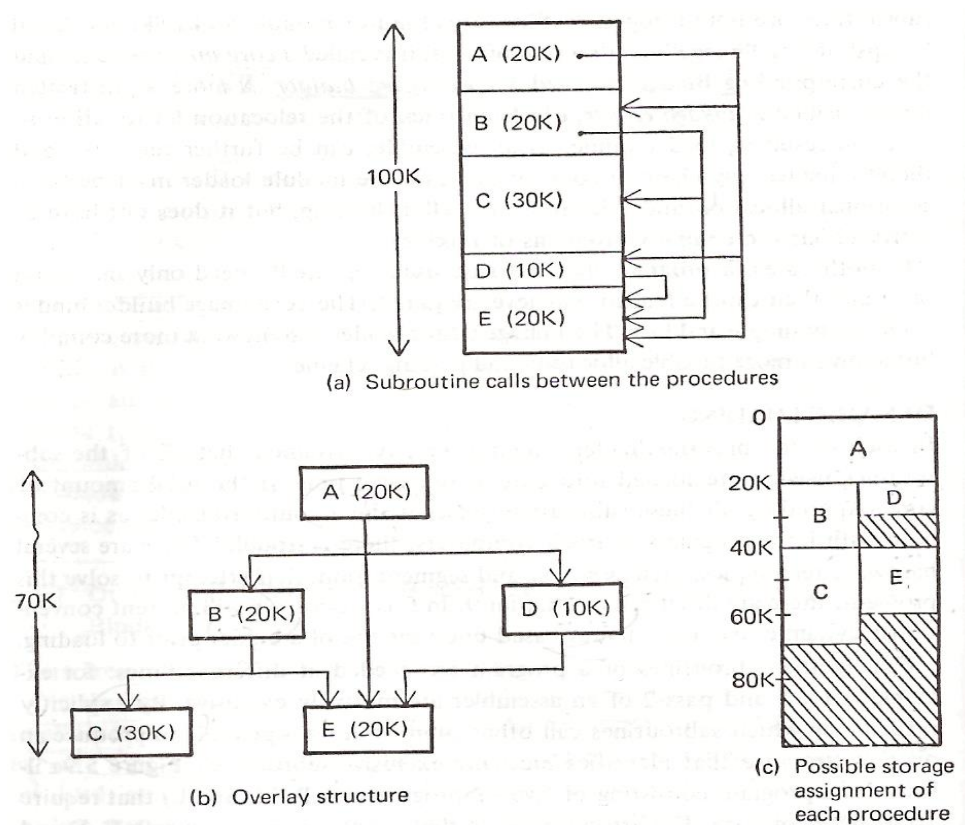 A (20K)
B (20K)
100K
C (30K)
D (10K)
E (20K)
(a) Subroutine calls between the procedures
A (20K)
70K
B (20K)
D (10K)
C (30K)
E (20K)
(b) Overlay structure
0
A
20K
B
D
40K
C
E
60K
80K
(c) Possible storage
assignment of
each procedure